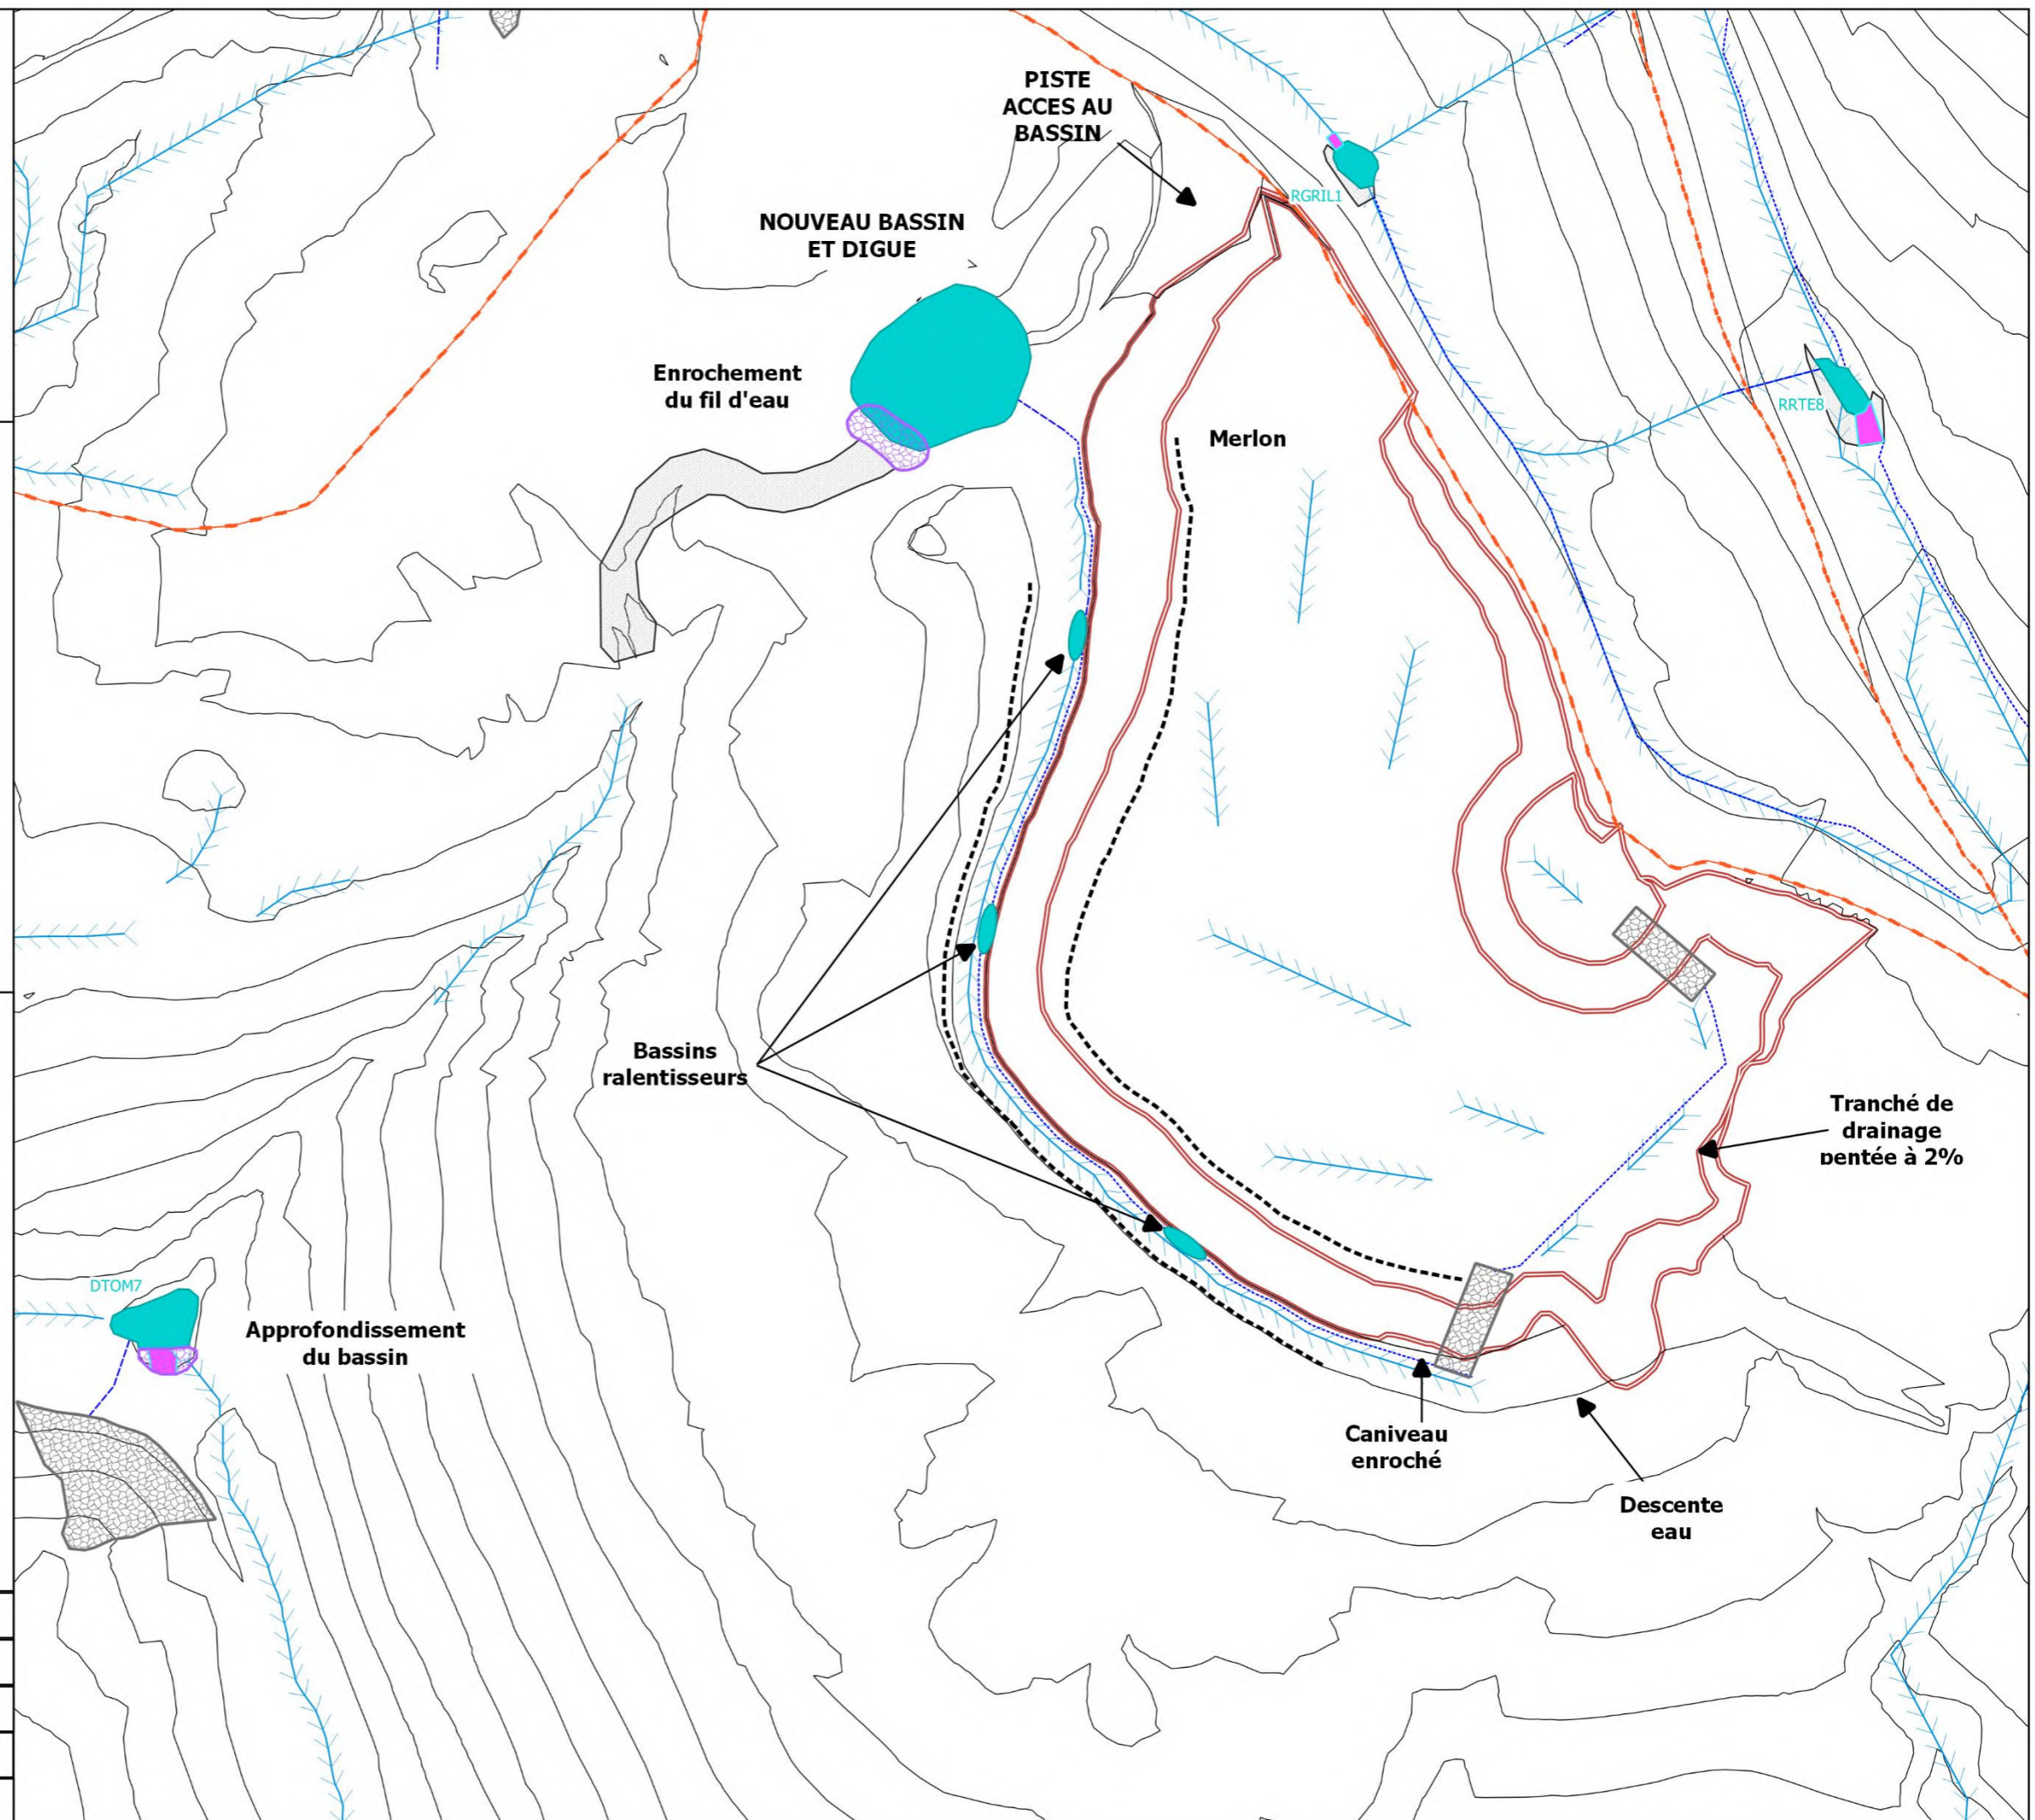 PISTE
ACCES AU
BASSIN
RGRIL1
NOUVEAU BASSIN
ET DIGUE
Enrochement
du fil d'eau
RRTE8
Merlon
Bassins
ralentisseurs
Tranché de
drainage
pentée à 2%
DTOM7
Approfondissement
du bassin
Caniveau
enroché
Descente
eau